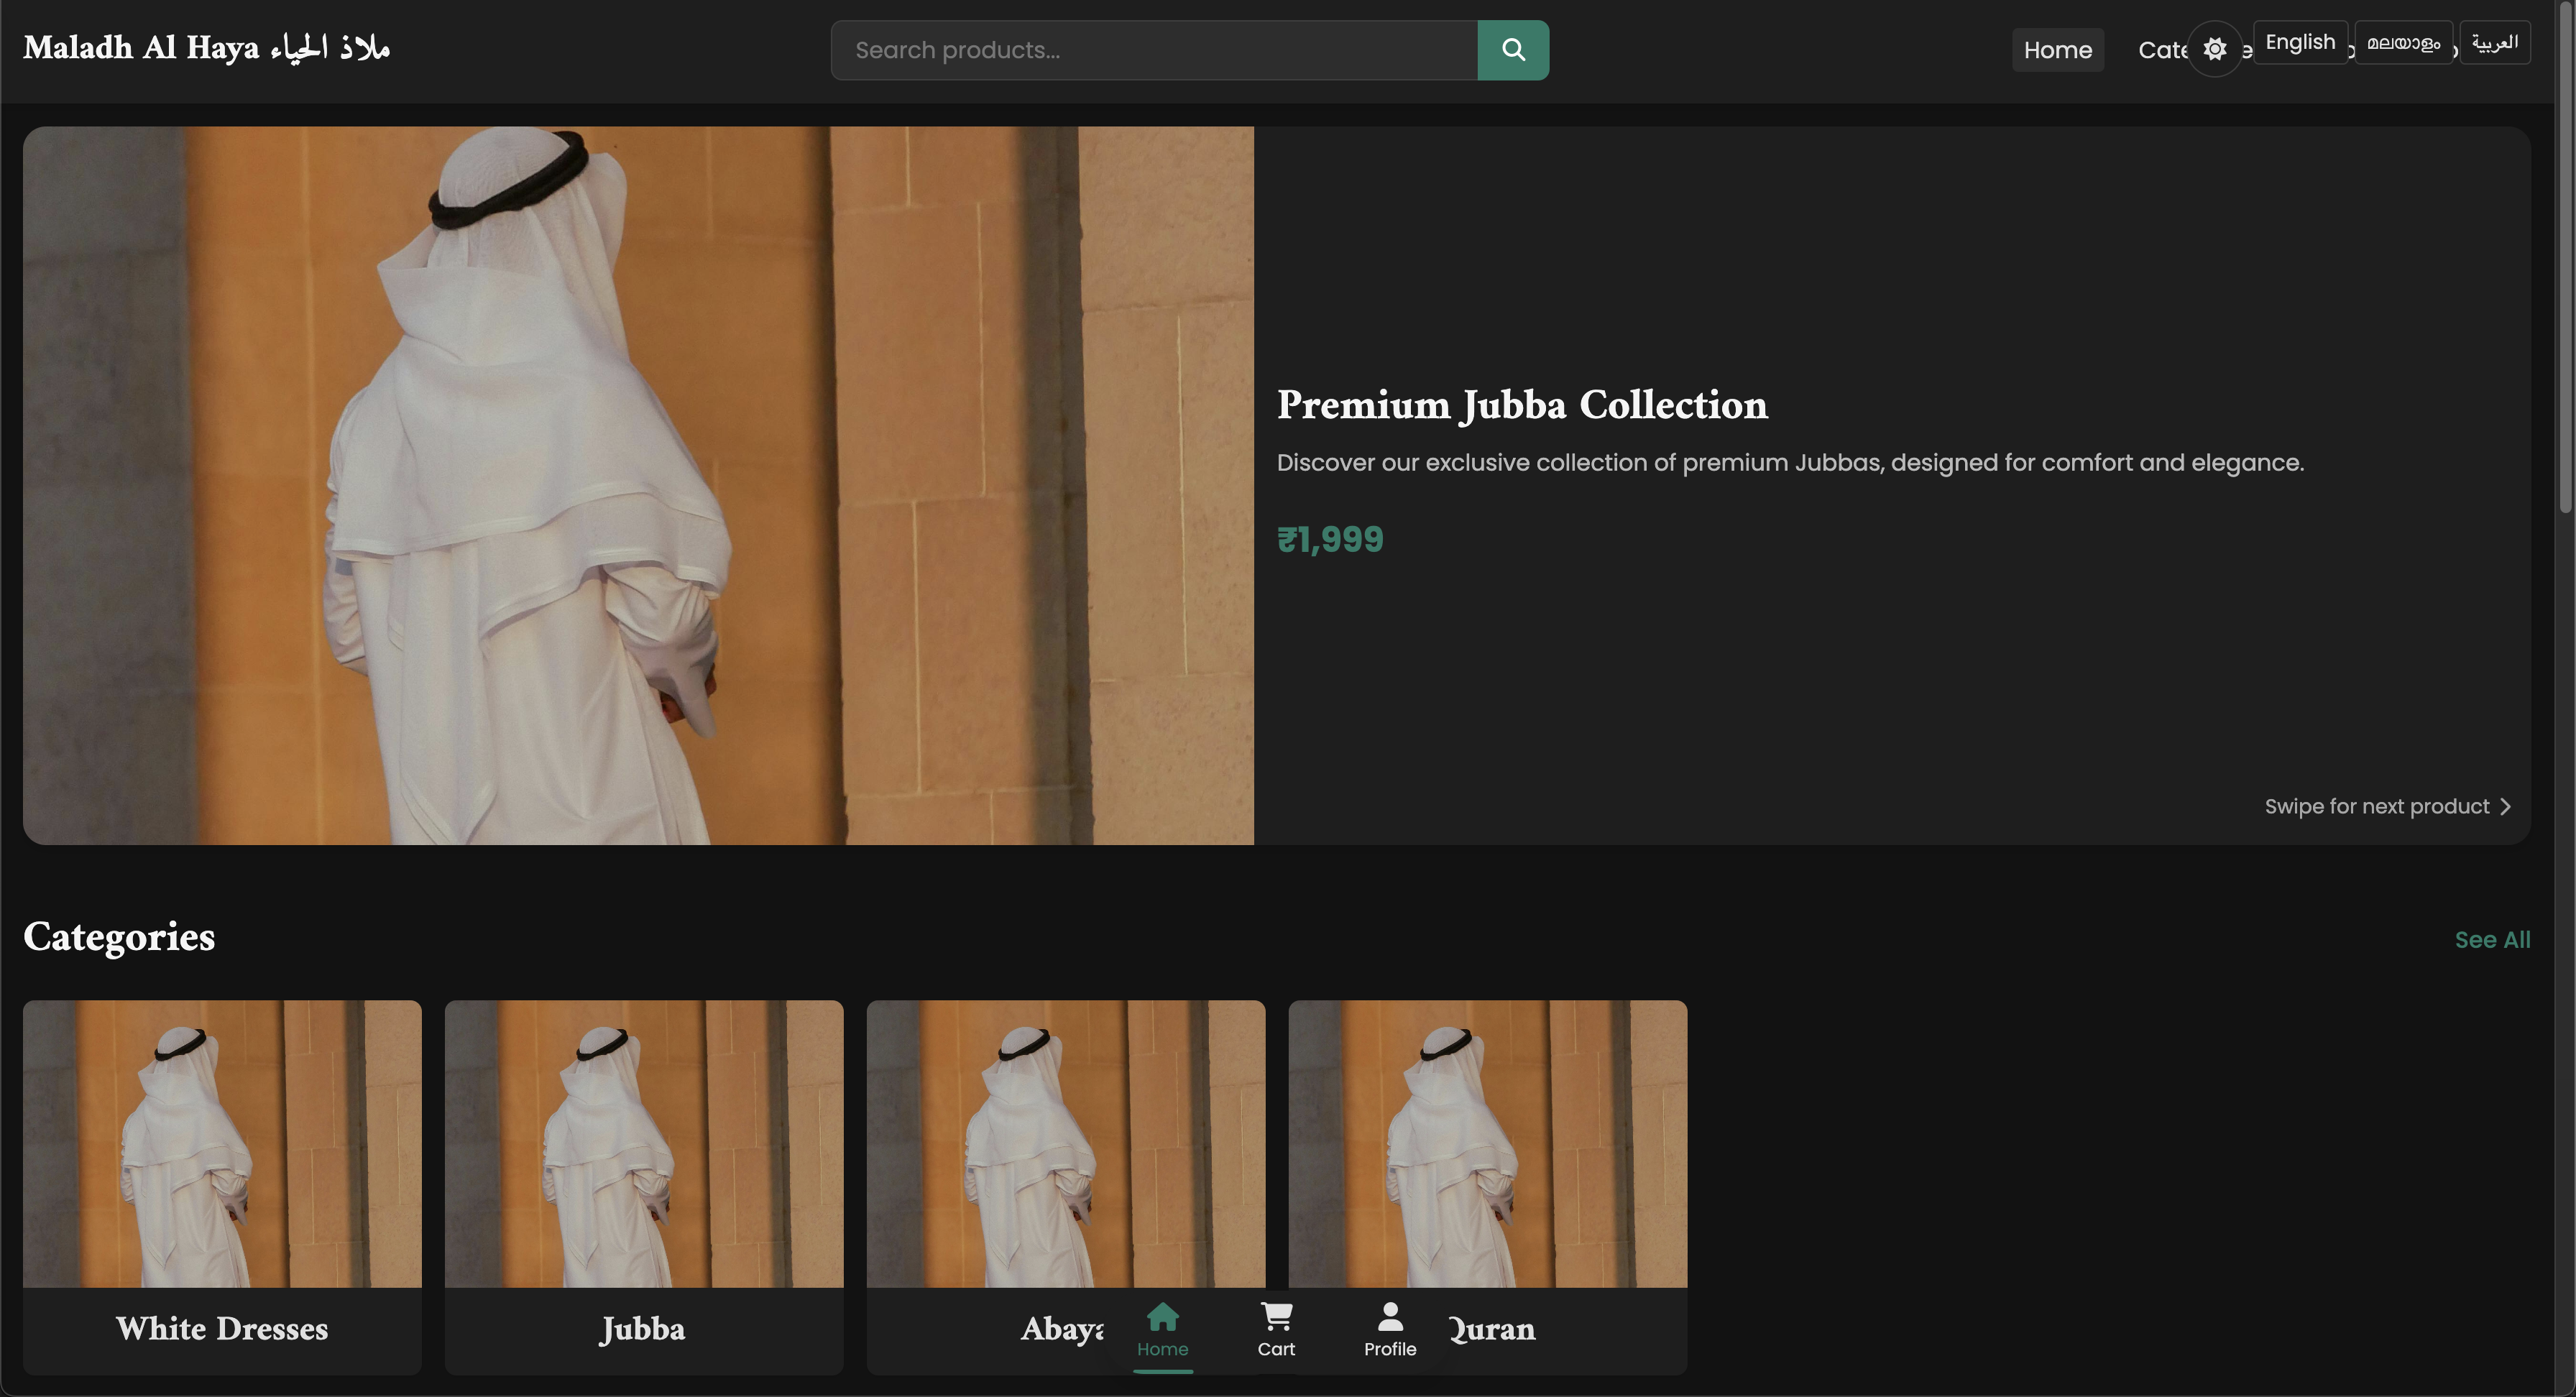 Maladh Al Haya ملاذ الحياء
Search products...
Home
English
മലയാളം
العربية
Premium Jubba Collection
Discover our exclusive collection of premium Jubbas, designed for comfort and elegance.
₹1,999
Swipe for next product
Categories
See All
White Dresses
Jubba
Quran
Home
Cart
Profile